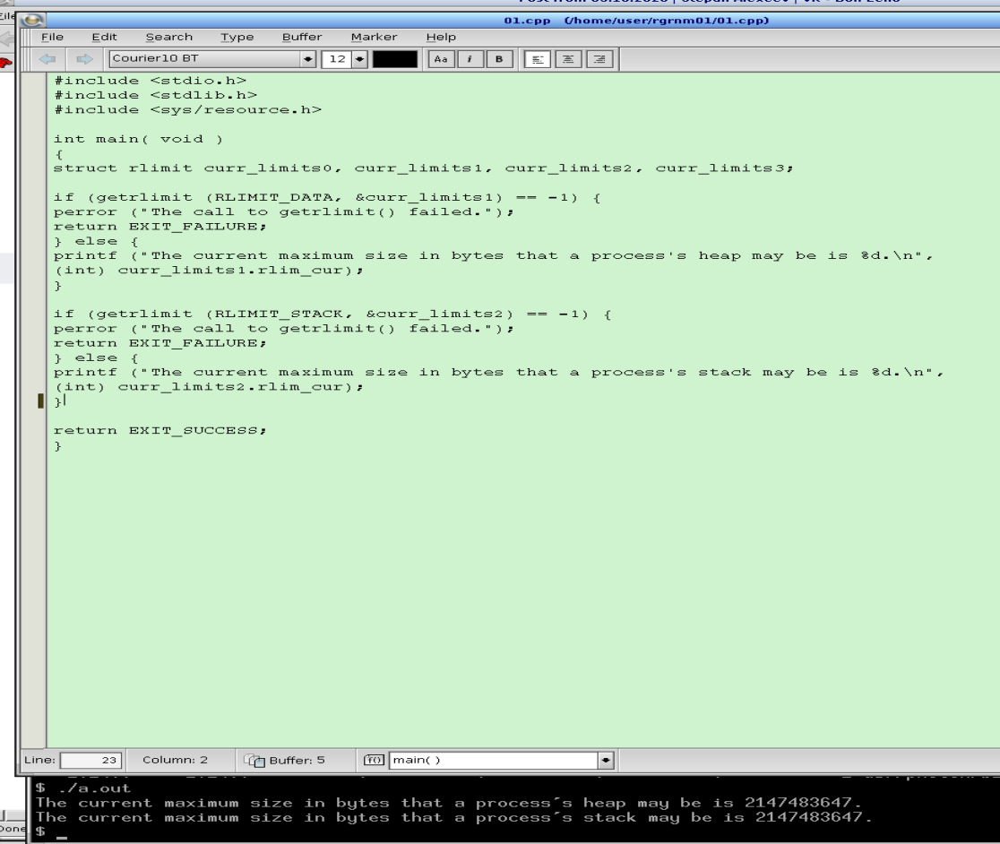 01.cpp (/home/user/rgrnm01/01.cpp)
File Edit Search Type Buffer Marker Help
Courier10 BT 12 Aa i B
#include <stdio.h>
#include <stdlib.h>
#include <sys/resource.h>
int main( void )
{
struct rlimit curr_limits0, curr_limits1, curr_limits2, curr_limits3;
if (getrlimit (RLIMIT_DATA, &curr_limits1) == -1) {
perror ("The call to getrlimit() failed.");
return EXIT_FAILURE;
} else {
printf ("The current maximum size in bytes that a process's heap may be is %d.\n",
(int) curr_limits1.rlim_cur);
}
if (getrlimit (RLIMIT_STACK, &curr_limits2) == -1) {
perror ("The call to getrlimit() failed.");
return EXIT_FAILURE;
} else {
printf ("The current maximum size in bytes that a process's stack may be is %d.\n",
(int) curr_limits2.rlim_cur);
}
return EXIT_SUCCESS;
}
Line: 23 Column: 2 Buffer: 5 f() main( )
$ ./a.out
The current maximum size in bytes that a process´s heap may be is 2147483647.
The current maximum size in bytes that a process´s stack may be is 2147483647.
Done
$ _